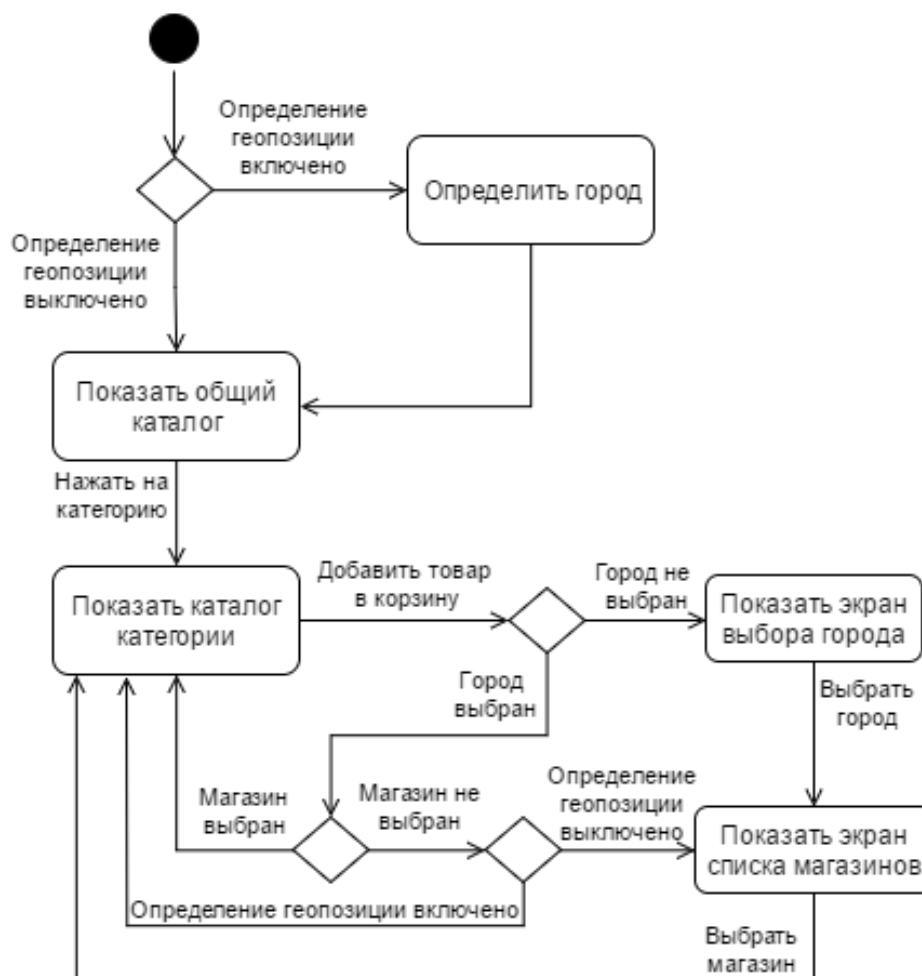 Определение
геопозиции
включено
Определить город
Определение
геопозиции
выключено
Показать общий
каталог
Нажать на
категорию
Показать каталог
категории
Добавить товар
в корзину
Город не
выбран
Показать экран
выбора города
Город
выбран
Выбрать
город
Магазин
выбран
Магазин не
выбран
Определение
геопозиции
выключено
Показать экран
списка магазинов
Определение геопозиции включено
Выбрать
магазин